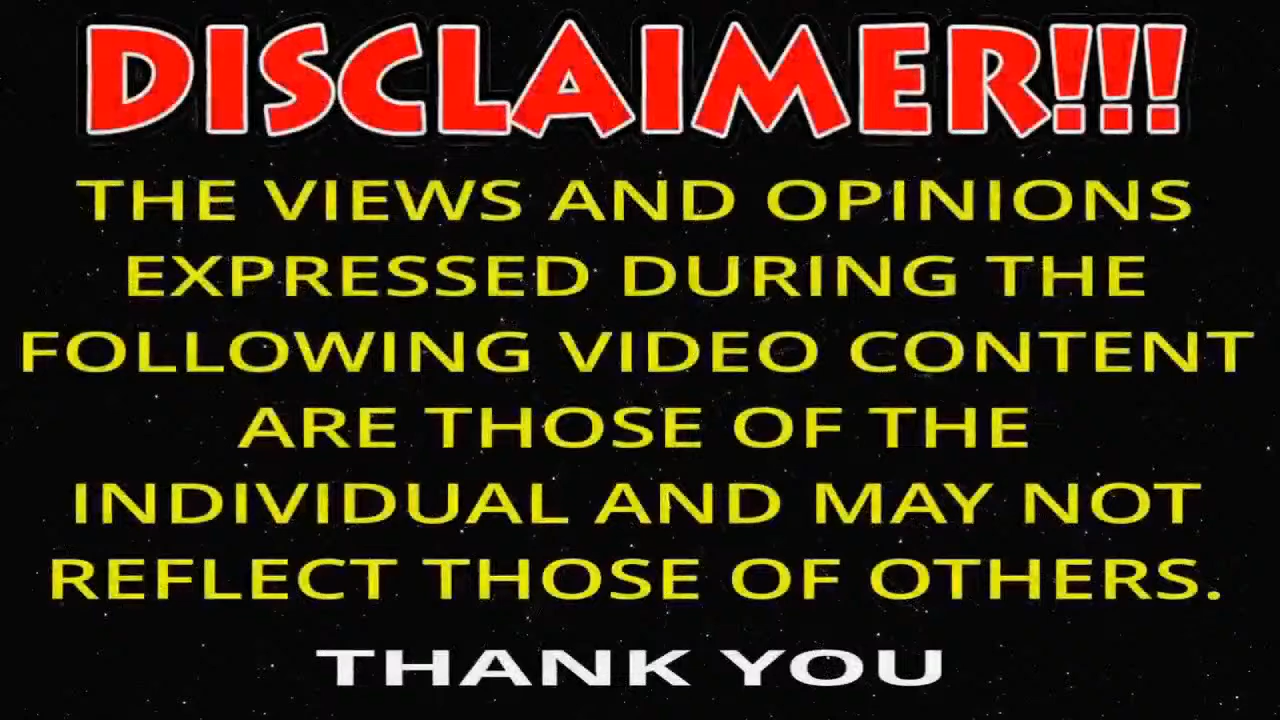 DISCLAIMER!!!
THE VIEWS AND OPINIONS
EXPRESSED DURING THE
FOLLOWING VIDEO CONTENT
ARE THOSE OF THE
INDIVIDUAL AND MAY NOT
REFLECT THOSE OF OTHERS.
THANK YOU